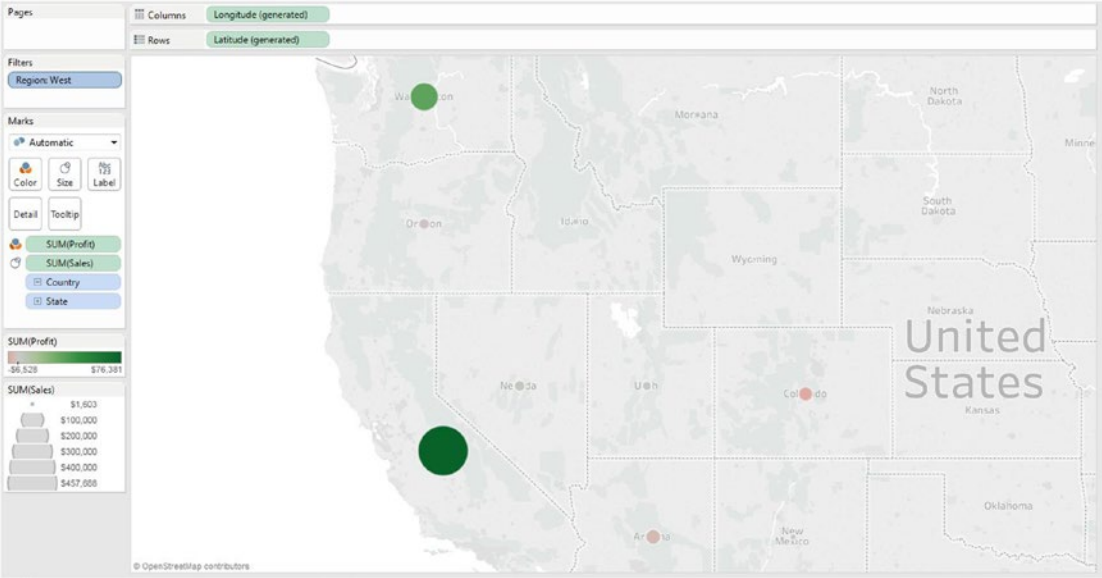 Pages
Columns
Longitude (generated)
Rows
Latitude (generated)
Filters
Region: West
Marks
Automatic
Color
Size
Abc
123
Label
Detail
Tooltip
SUM(Profit)
SUM(Sales)
Country
State
SUM(Profit)
-$6,528
$76,381
SUM(Sales)
$1,603
$100,000
$200,000
$300,000
$400,000
$457,688
North
Dakota
Minne
South
Dakota
Wyoming
Nebraska
United
States
Kansas
Oklahoma
New
Mexico
© OpenStreetMap contributors